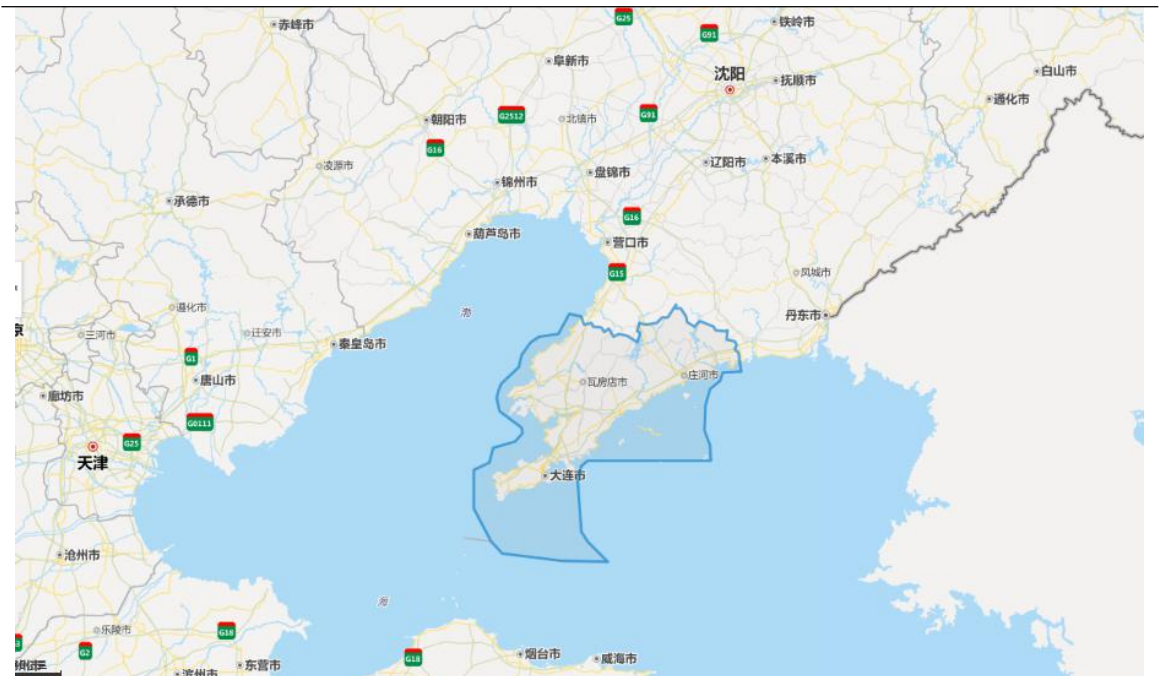 G25
铁岭市
赤峰市
G91
阜新市
沈阳
抚顺市
白山市
通化市
朝阳市
G2512
北镇市
G91
G16
凌源市
盘锦市
辽阳市
本溪市
锦州市
承德市
G16
葫芦岛市
营口市
G15
凤城市
渤
遵化市
丹东市
京
三河市
迁安市
秦皇岛市
G1
唐山市
瓦房店市
庄河市
廊坊市
G0111
G25
天津
大连市
沧州市
海
乐陵市
G18
G2
G18
烟台市
威海市
东营市
滨州市